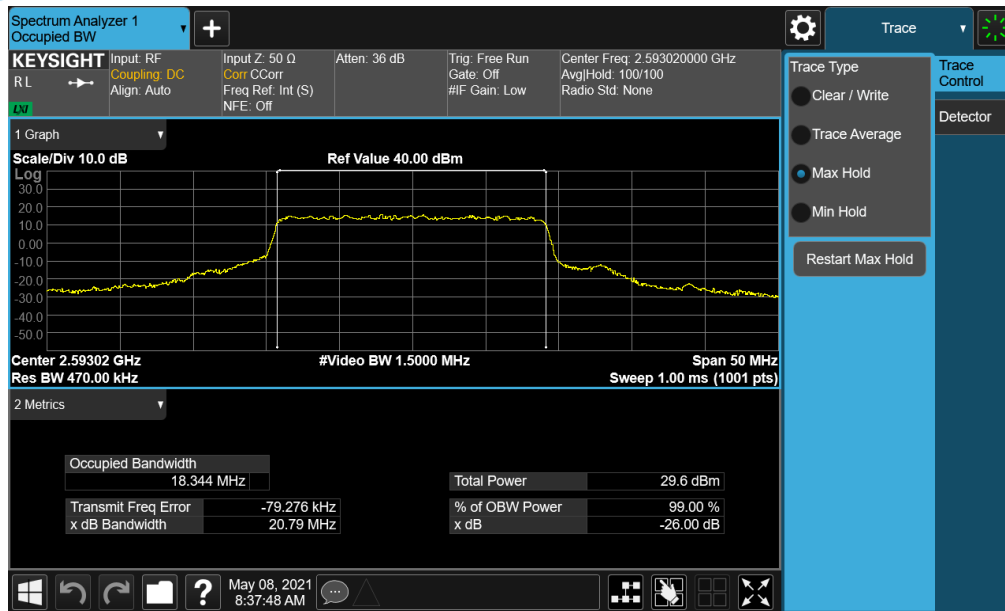 Spectrum Analyzer 1
Occupied BW
+
Trace
KEYSIGHT
R L
LXI
Input: RF
Coupling: DC
Align: Auto
Input Z: 50 Ω
Corr CCorr
Freq Ref: Int (S)
NFE: Off
Atten: 36 dB
Trig: Free Run
Gate: Off
#IF Gain: Low
Center Freq: 2.593020000 GHz
Avg|Hold: 100/100
Radio Std: None
Trace Type
Clear / Write
Trace Average
Max Hold
Min Hold
Restart Max Hold
Trace
Control
Detector
1 Graph
Scale/Div 10.0 dB
Ref Value 40.00 dBm
Log
30.0
20.0
10.0
0.00
-10.0
-20.0
-30.0
-40.0
-50.0
Center 2.59302 GHz
#Video BW 1.5000 MHz
Span 50 MHz
Res BW 470.00 kHz
Sweep 1.00 ms (1001 pts)
2 Metrics
Occupied Bandwidth
18.344 MHz
Total Power 29.6 dBm
Transmit Freq Error -79.276 kHz
% of OBW Power 99.00 %
x dB Bandwidth 20.79 MHz
x dB -26.00 dB
?
May 08, 2021
8:37:48 AM